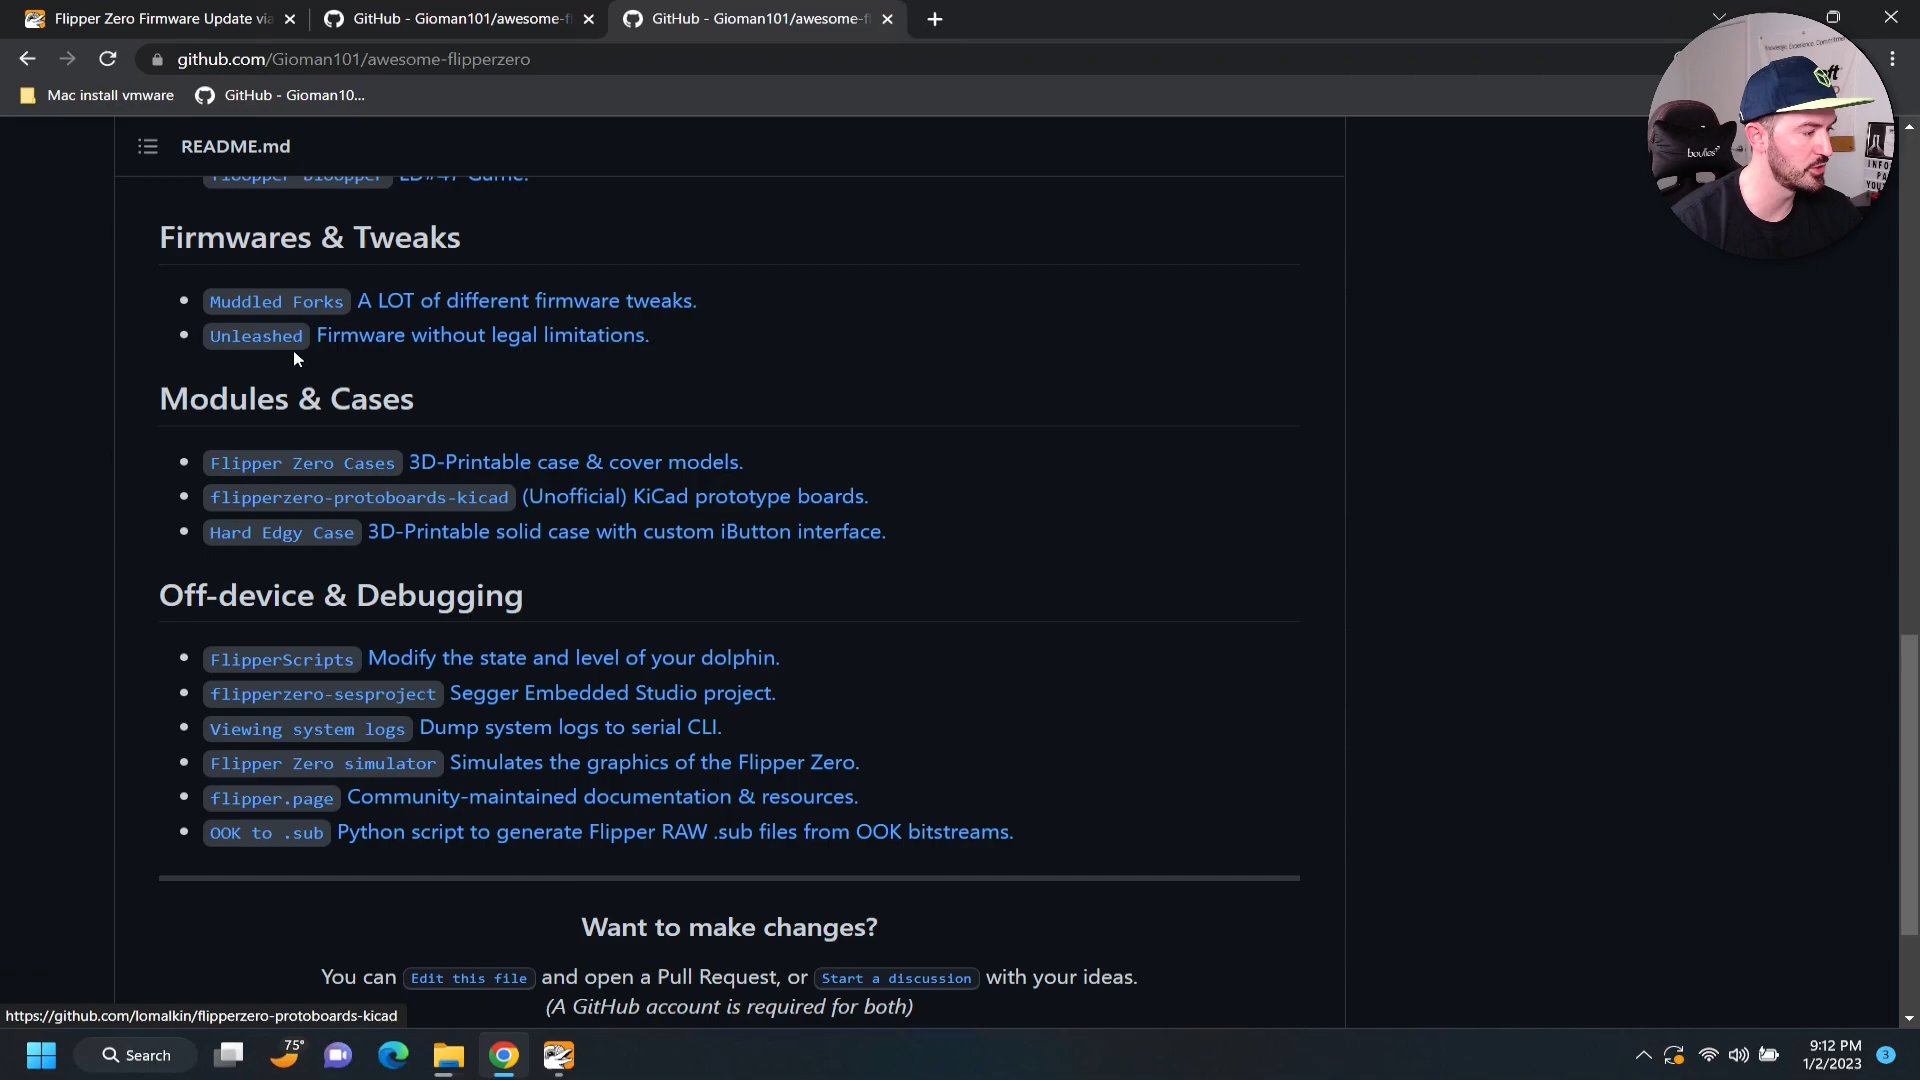 Flipper Zero Firmware Update via
GitHub - Gioman101/awesome-fl
GitHub - Gioman101/awesome-fl
github.com/Gioman101/awesome-flipperzero
Mac install vmware
GitHub - Gioman10...
README.md
Firmwares & Tweaks
Muddled Forks A LOT of different firmware tweaks.
Unleashed Firmware without legal limitations.
Modules & Cases
Flipper Zero Cases 3D-Printable case & cover models.
flipperzero-protoboards-kicad (Unofficial) KiCad prototype boards.
Hard Edgy Case 3D-Printable solid case with custom iButton interface.
Off-device & Debugging
FlipperScripts Modify the state and level of your dolphin.
flipperzero-sesproject Segger Embedded Studio project.
Viewing system logs Dump system logs to serial CLI.
Flipper Zero simulator Simulates the graphics of the Flipper Zero.
flipper.page Community-maintained documentation & resources.
OOK to .sub Python script to generate Flipper RAW .sub files from OOK bitstreams.
Want to make changes?
You can Edit this file and open a Pull Request, or Start a discussion with your ideas.
(A GitHub account is required for both)
https://github.com/lomalkin/flipperzero-protoboards-kicad
Search
75°
9:12 PM
1/2/2023
3